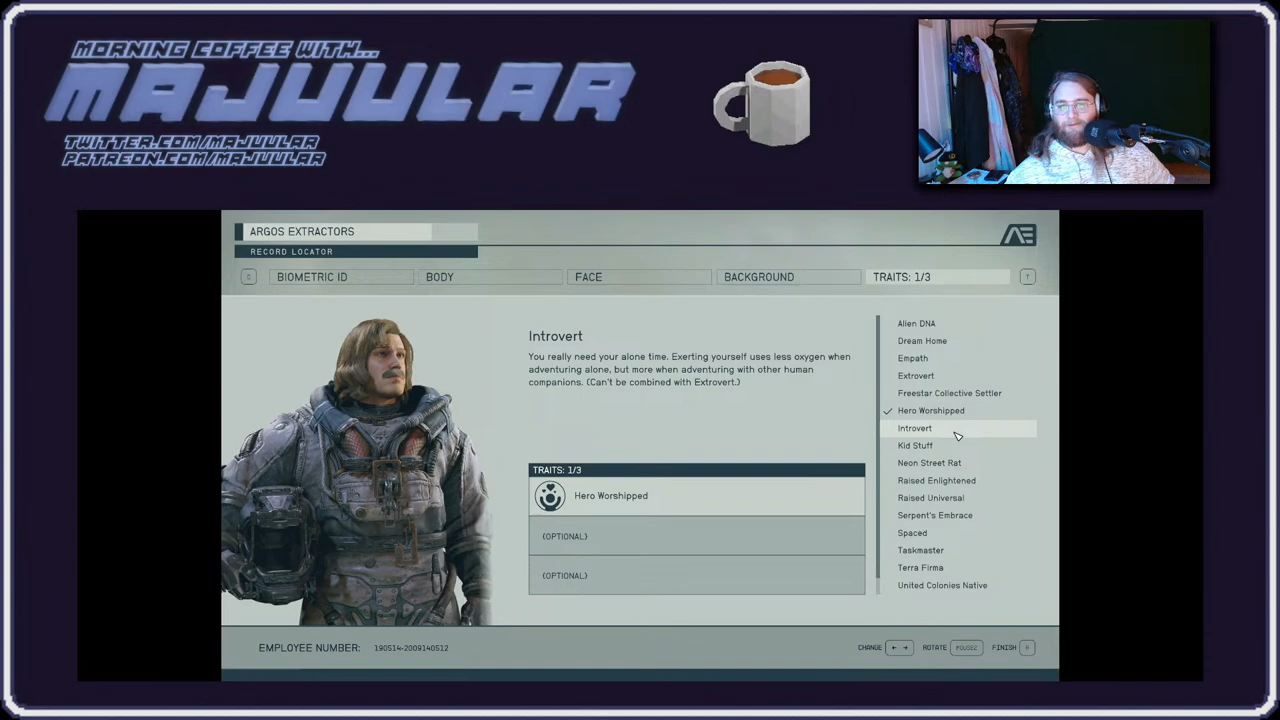 MORNING COFFEE WITH...
MAJUULAR
TWITTER.COM/MAJUULAR
PATREON.COM/MAJUULAR
ARGOS EXTRACTORS
AE
RECORD LOCATOR
BIOMETRIC ID
BODY
FACE
BACKGROUND
TRAITS: 1/3
Introvert
You really need your alone time. Exerting yourself uses less oxygen when
adventuring alone, but more when adventuring with other human
companions. (Can't be combined with Extrovert.)
TRAITS: 1/3
Hero Worshipped
(OPTIONAL)
(OPTIONAL)
Alien DNA
Dream Home
Empath
Extrovert
Freestar Collective Settler
Hero Worshipped
Introvert
Kid Stuff
Neon Street Rat
Raised Enlightened
Raised Universal
Serpent's Embrace
Spaced
Taskmaster
Terra Firma
United Colonies Native
EMPLOYEE NUMBER: 190514-2009140512
CHANGE ROTATE MOUSE2 FINISH R